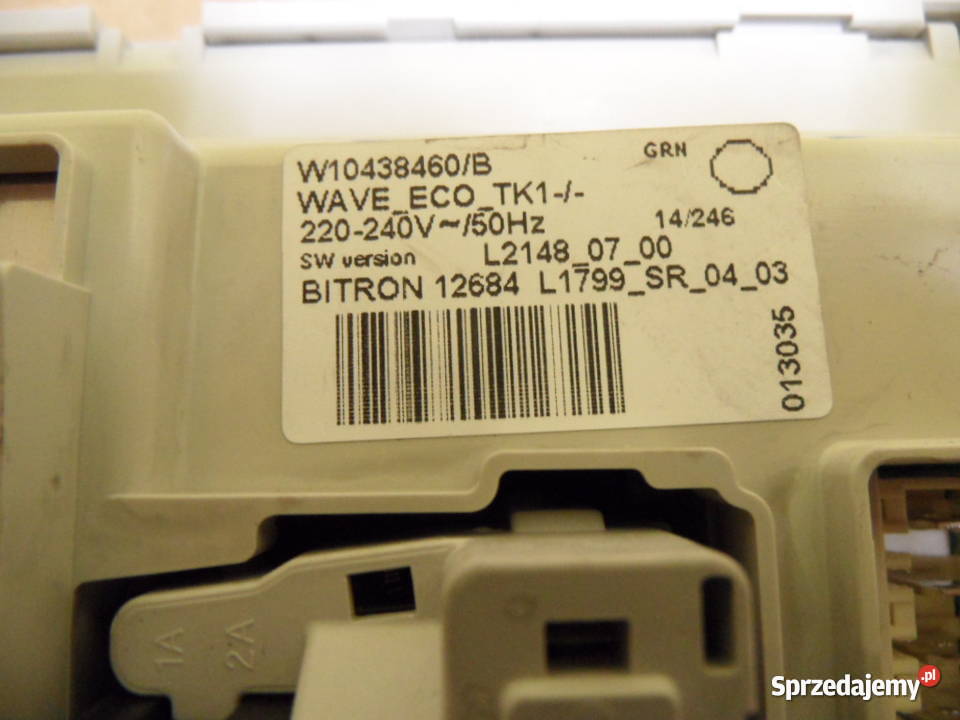 W10438460/B
GRN
WAVE_ECO_TK1-/-
220-240V~/50Hz 14/246
SW version L2148_07_00
BITRON 12684 L1799_SR_04_03
013035
1A
2A
Sprzedajemy.pl